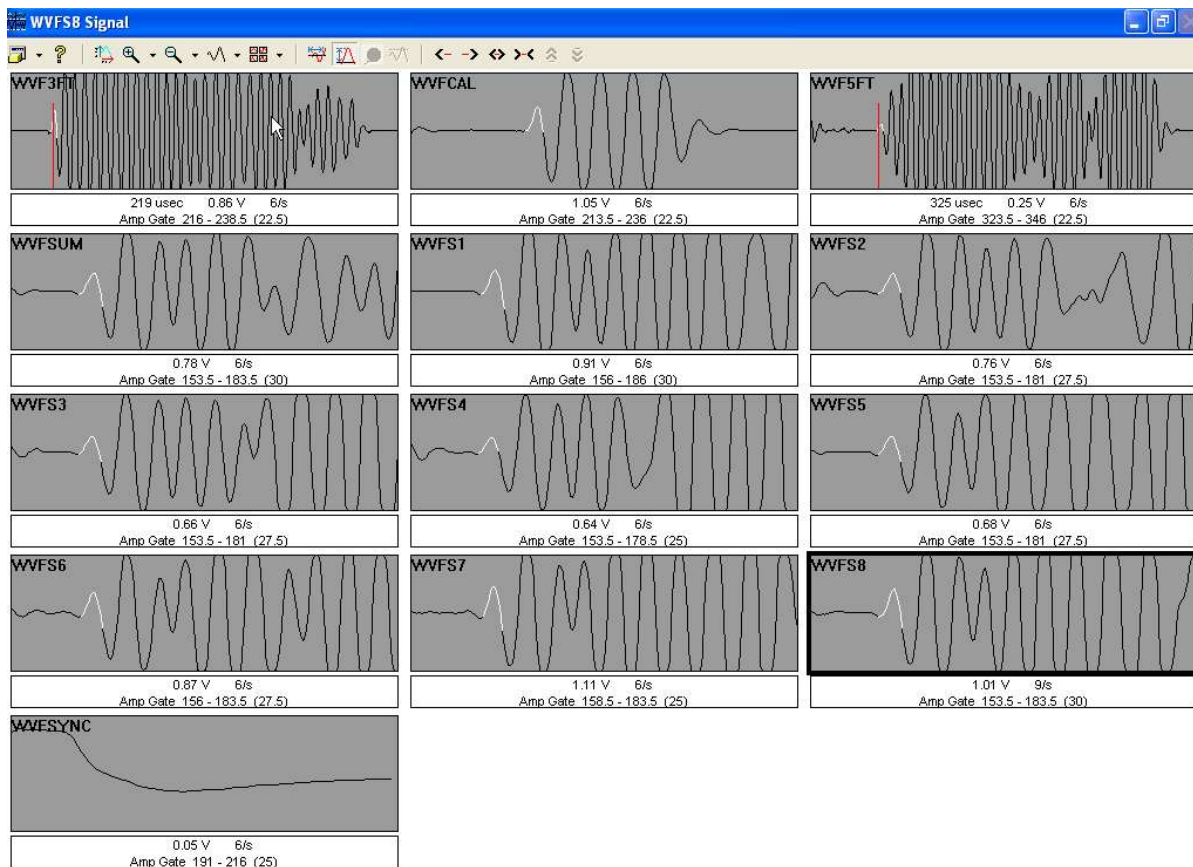 WVFS8 Signal
WVF3FT
219 usec 0.86 V 6/s
Amp Gate 216 - 238.5 (22.5)
WVFCAL
1.05 V 6/s
Amp Gate 213.5 - 236 (22.5)
WVF5FT
325 usec 0.25 V 6/s
Amp Gate 323.5 - 346 (22.5)
WVFSUM
0.78 V 6/s
Amp Gate 153.5 - 183.5 (30)
WVFS1
0.91 V 6/s
Amp Gate 156 - 186 (30)
WVFS2
0.76 V 6/s
Amp Gate 153.5 - 181 (27.5)
WVFS3
0.66 V 6/s
Amp Gate 153.5 - 181 (27.5)
WVFS4
0.64 V 6/s
Amp Gate 153.5 - 178.5 (25)
WVFS5
0.68 V 6/s
Amp Gate 153.5 - 181 (27.5)
WVFS6
0.87 V 6/s
Amp Gate 156 - 183.5 (27.5)
WVFS7
1.11 V 6/s
Amp Gate 158.5 - 183.5 (25)
WVFS8
1.01 V 9/s
Amp Gate 153.5 - 183.5 (30)
WVFSYNC
0.05 V 6/s
Amp Gate 191 - 216 (25)